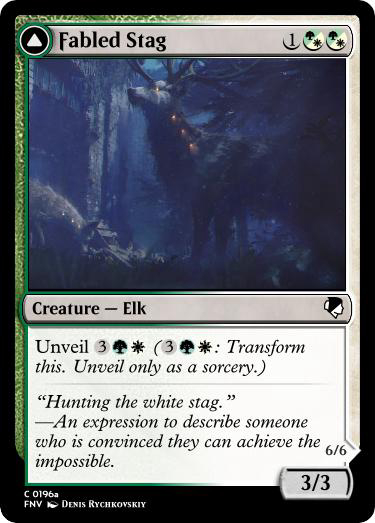 Fabled Stag 1
Creature — Elk
Unveil 3 (3: Transform
this. Unveil only as a sorcery.)
“Hunting the white stag.”
—An expression to describe someone
who is convinced they can achieve the
impossible.
6/6
3/3
C 0196a
FNV Denis Rychkovskiy